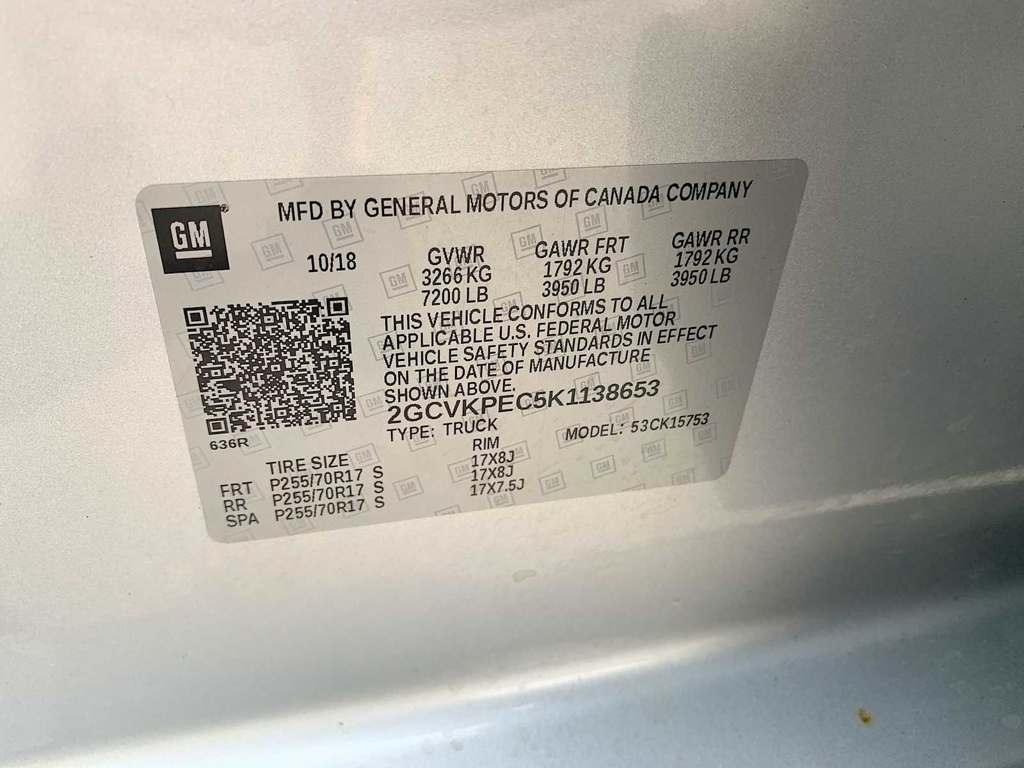 MFD BY GENERAL MOTORS OF CANADA COMPANY
GM®
10/18
GVWR GAWR FRT GAWR RR
3266 KG 1792 KG 1792 KG
7200 LB 3950 LB 3950 LB
THIS VEHICLE CONFORMS TO ALL
APPLICABLE U.S. FEDERAL MOTOR
VEHICLE SAFETY STANDARDS IN EFFECT
ON THE DATE OF MANUFACTURE
SHOWN ABOVE.
2GCVKPEC5K1138653
TYPE: TRUCK MODEL: 53CK15753
636R
TIRE SIZE RIM
FRT P255/70R17 S 17X8J
RR P255/70R17 S 17X8J
SPA P255/70R17 S 17X7.5J